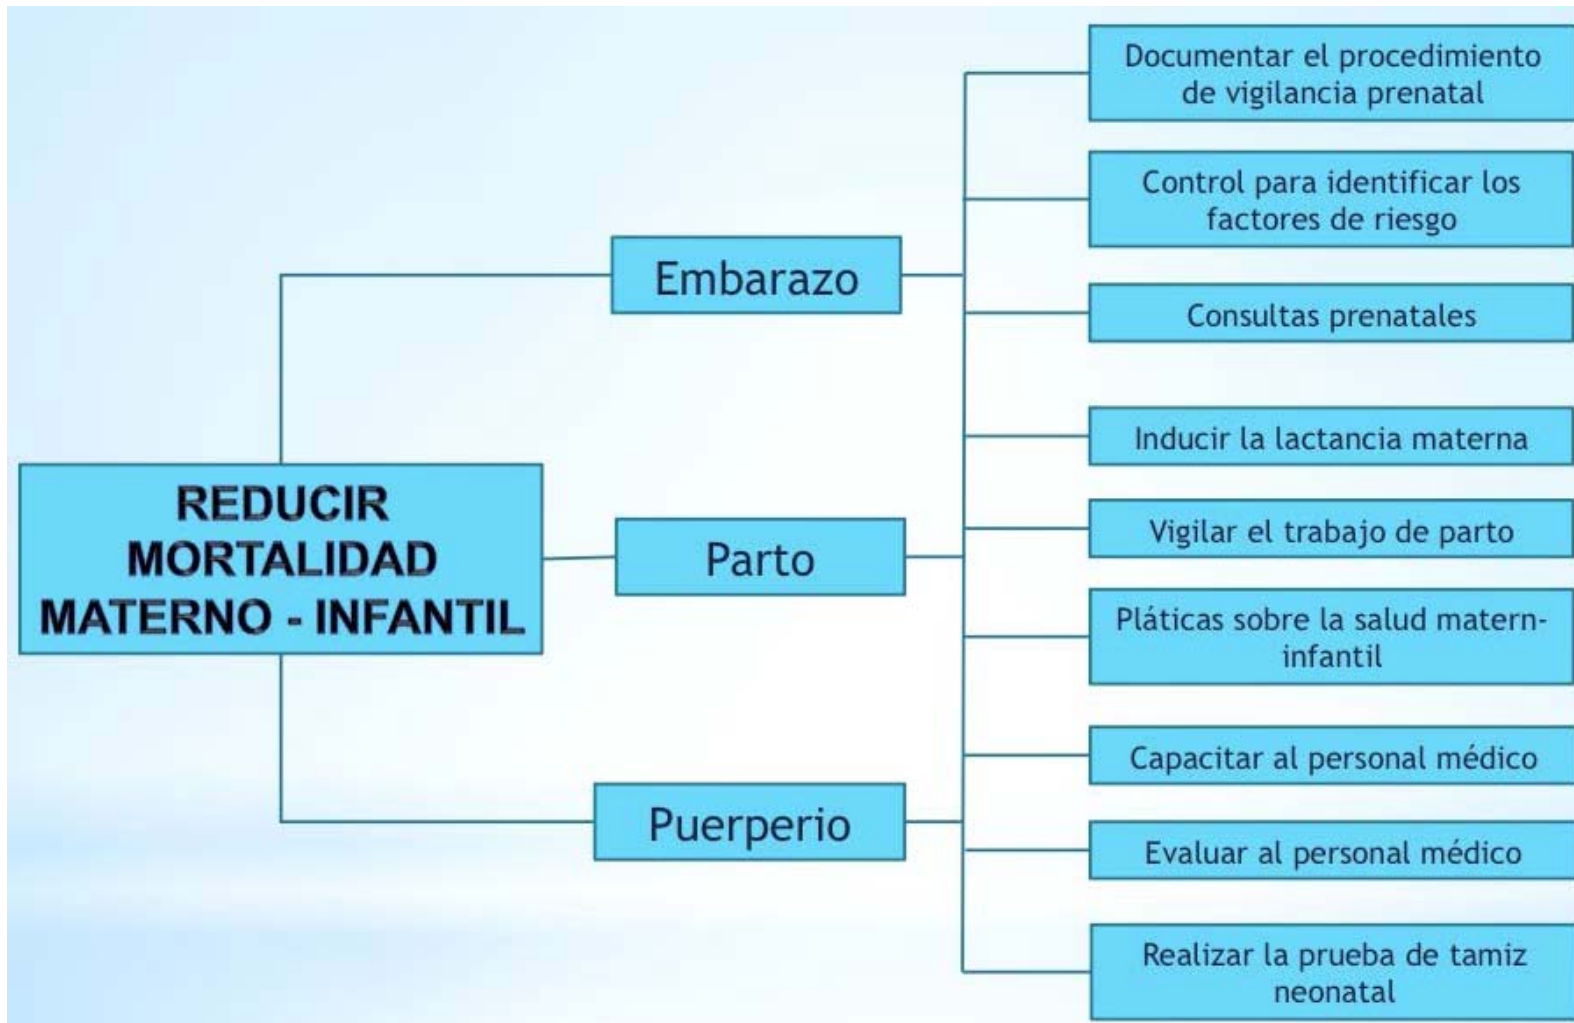 REDUCIR
MORTALIDAD
MATERNO - INFANTIL
Embarazo
Parto
Puerperio
Documentar el procedimiento
de vigilancia prenatal
Control para identificar los
factores de riesgo
Consultas prenatales
Inducir la lactancia materna
Vigilar el trabajo de parto
Pláticas sobre la salud matern-
infantil
Capacitar al personal médico
Evaluar al personal médico
Realizar la prueba de tamiz
neonatal